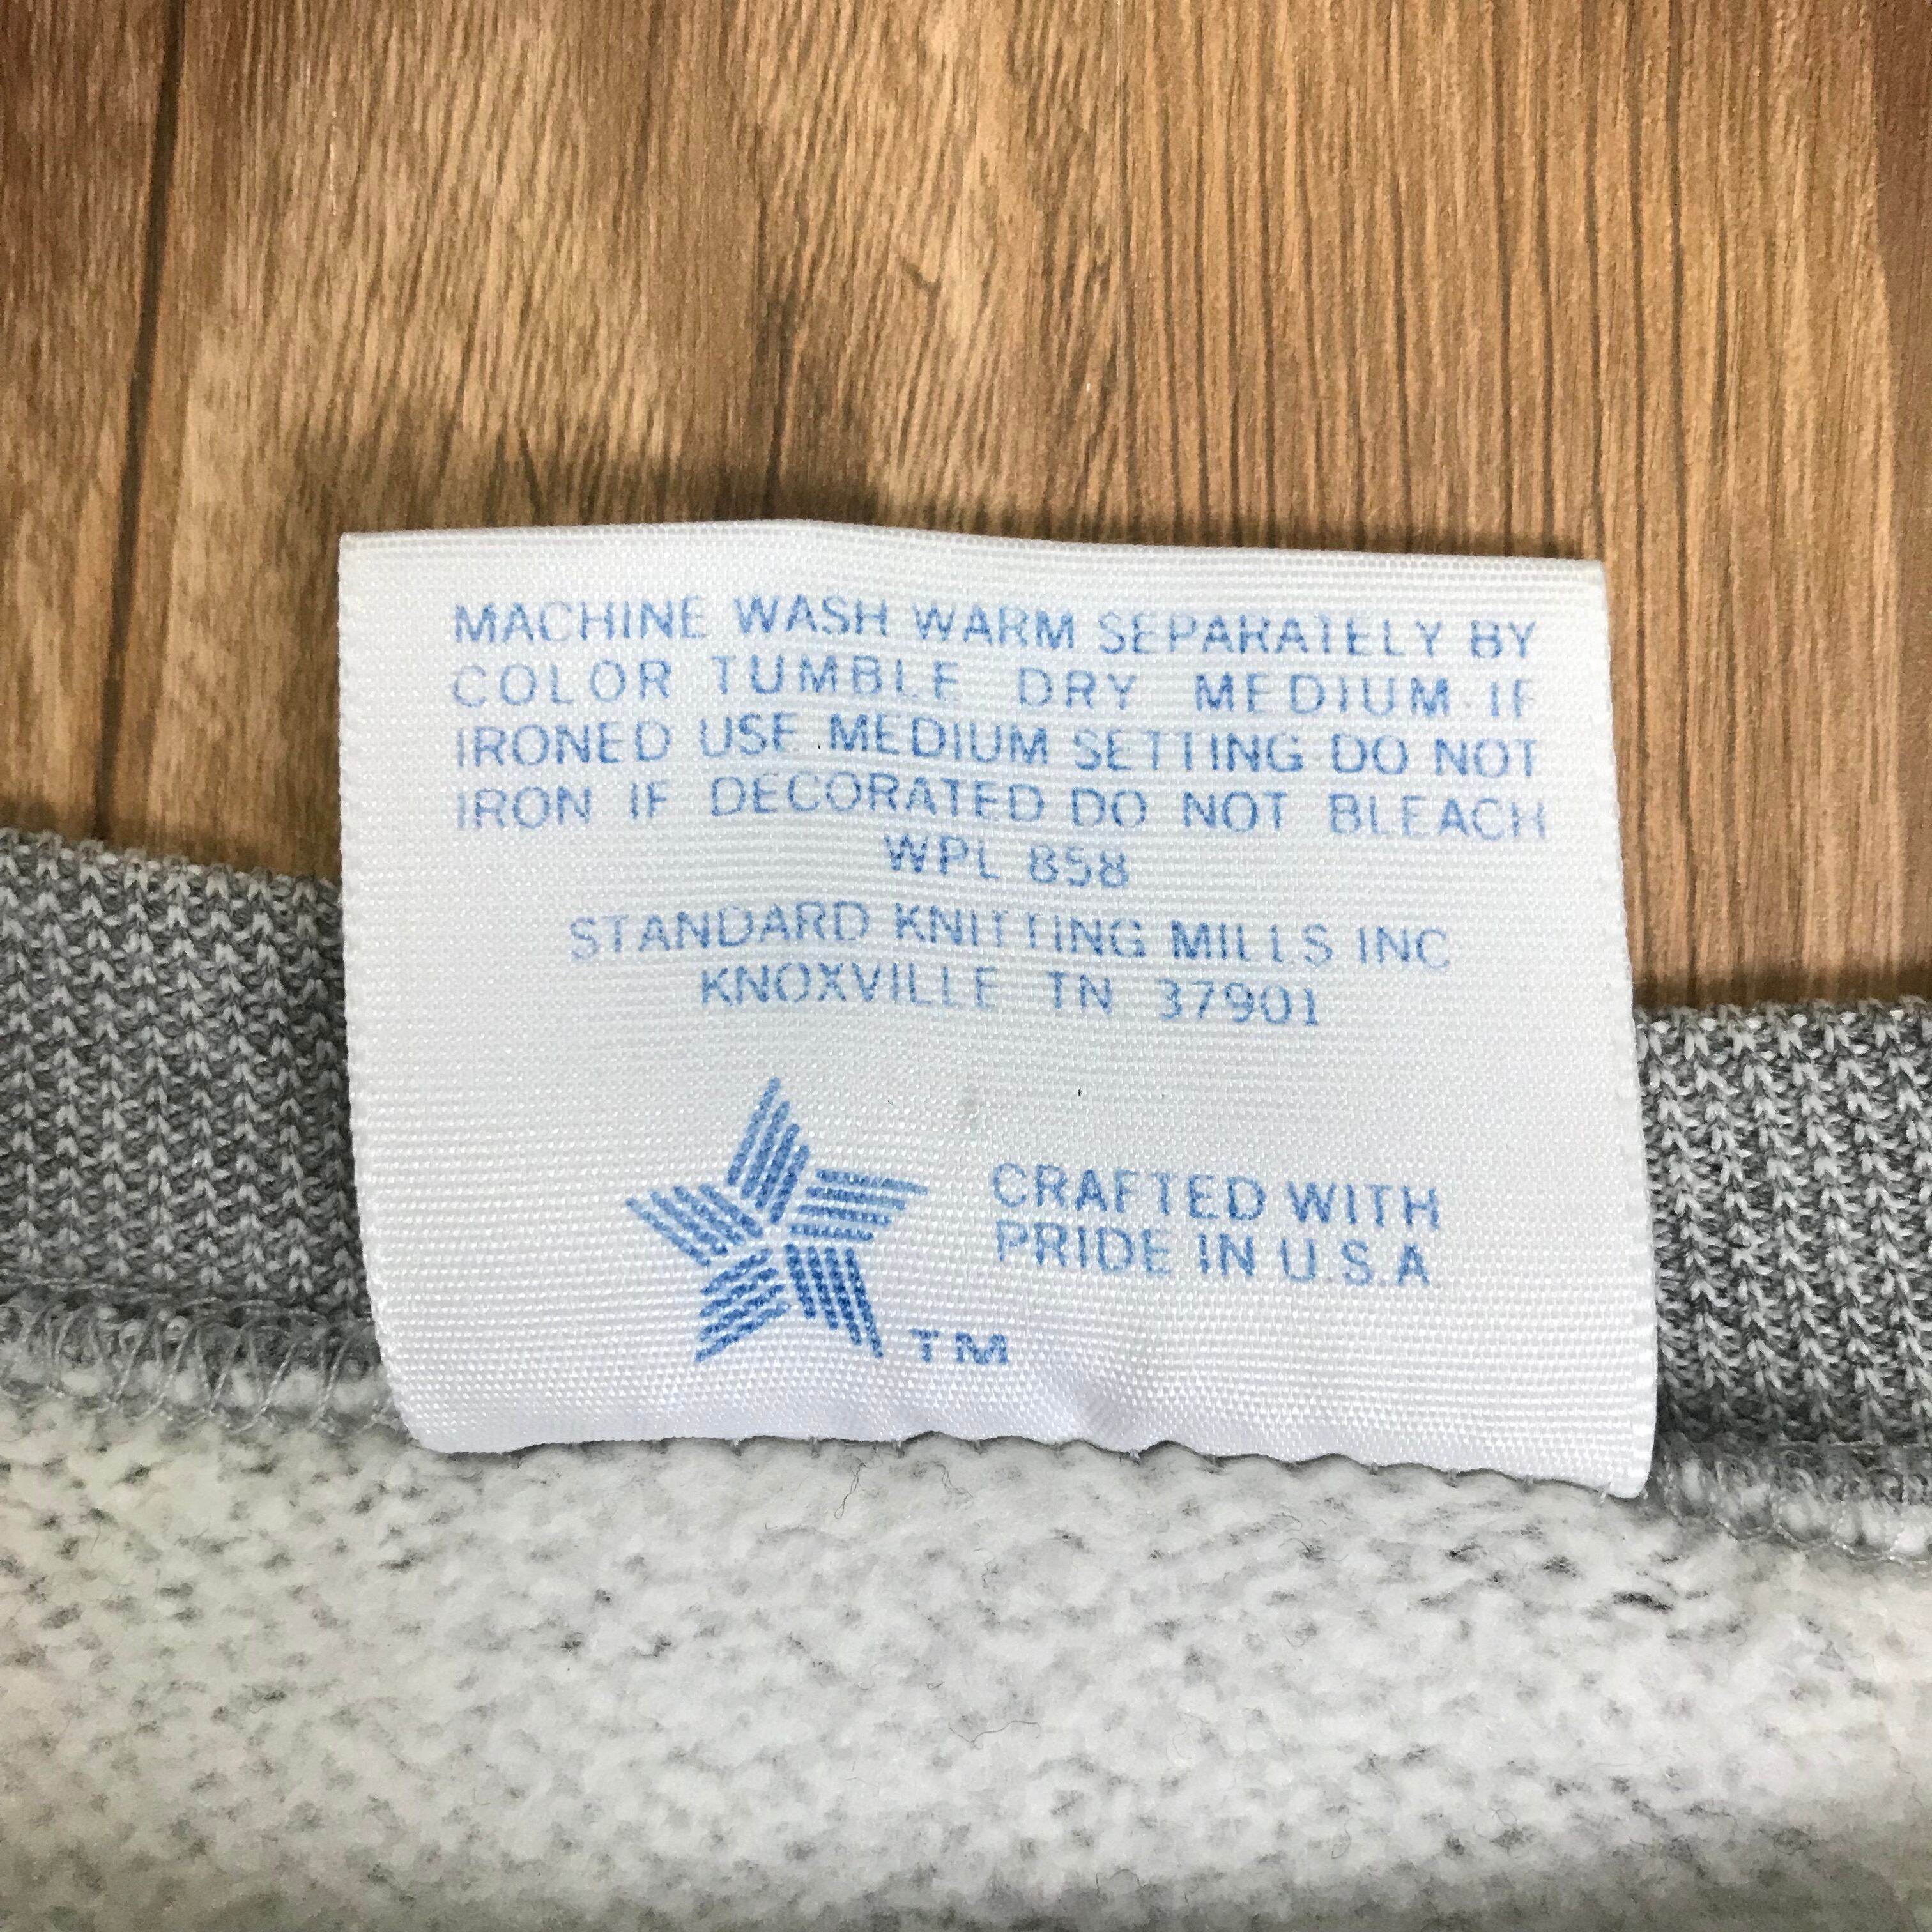 MACHINE WASH WARM SEPARATELY BY
COLOR TUMBLE DRY MEDIUM IF
IRONED USE MEDIUM SETTING DO NOT
IRON IF DECORATED DO NOT BLEACH
WPL 858
STANDARD KNITTING MILLS INC
KNOXVILLE TN 37901
CRAFTED WITH
PRIDE IN U.S.A
TM